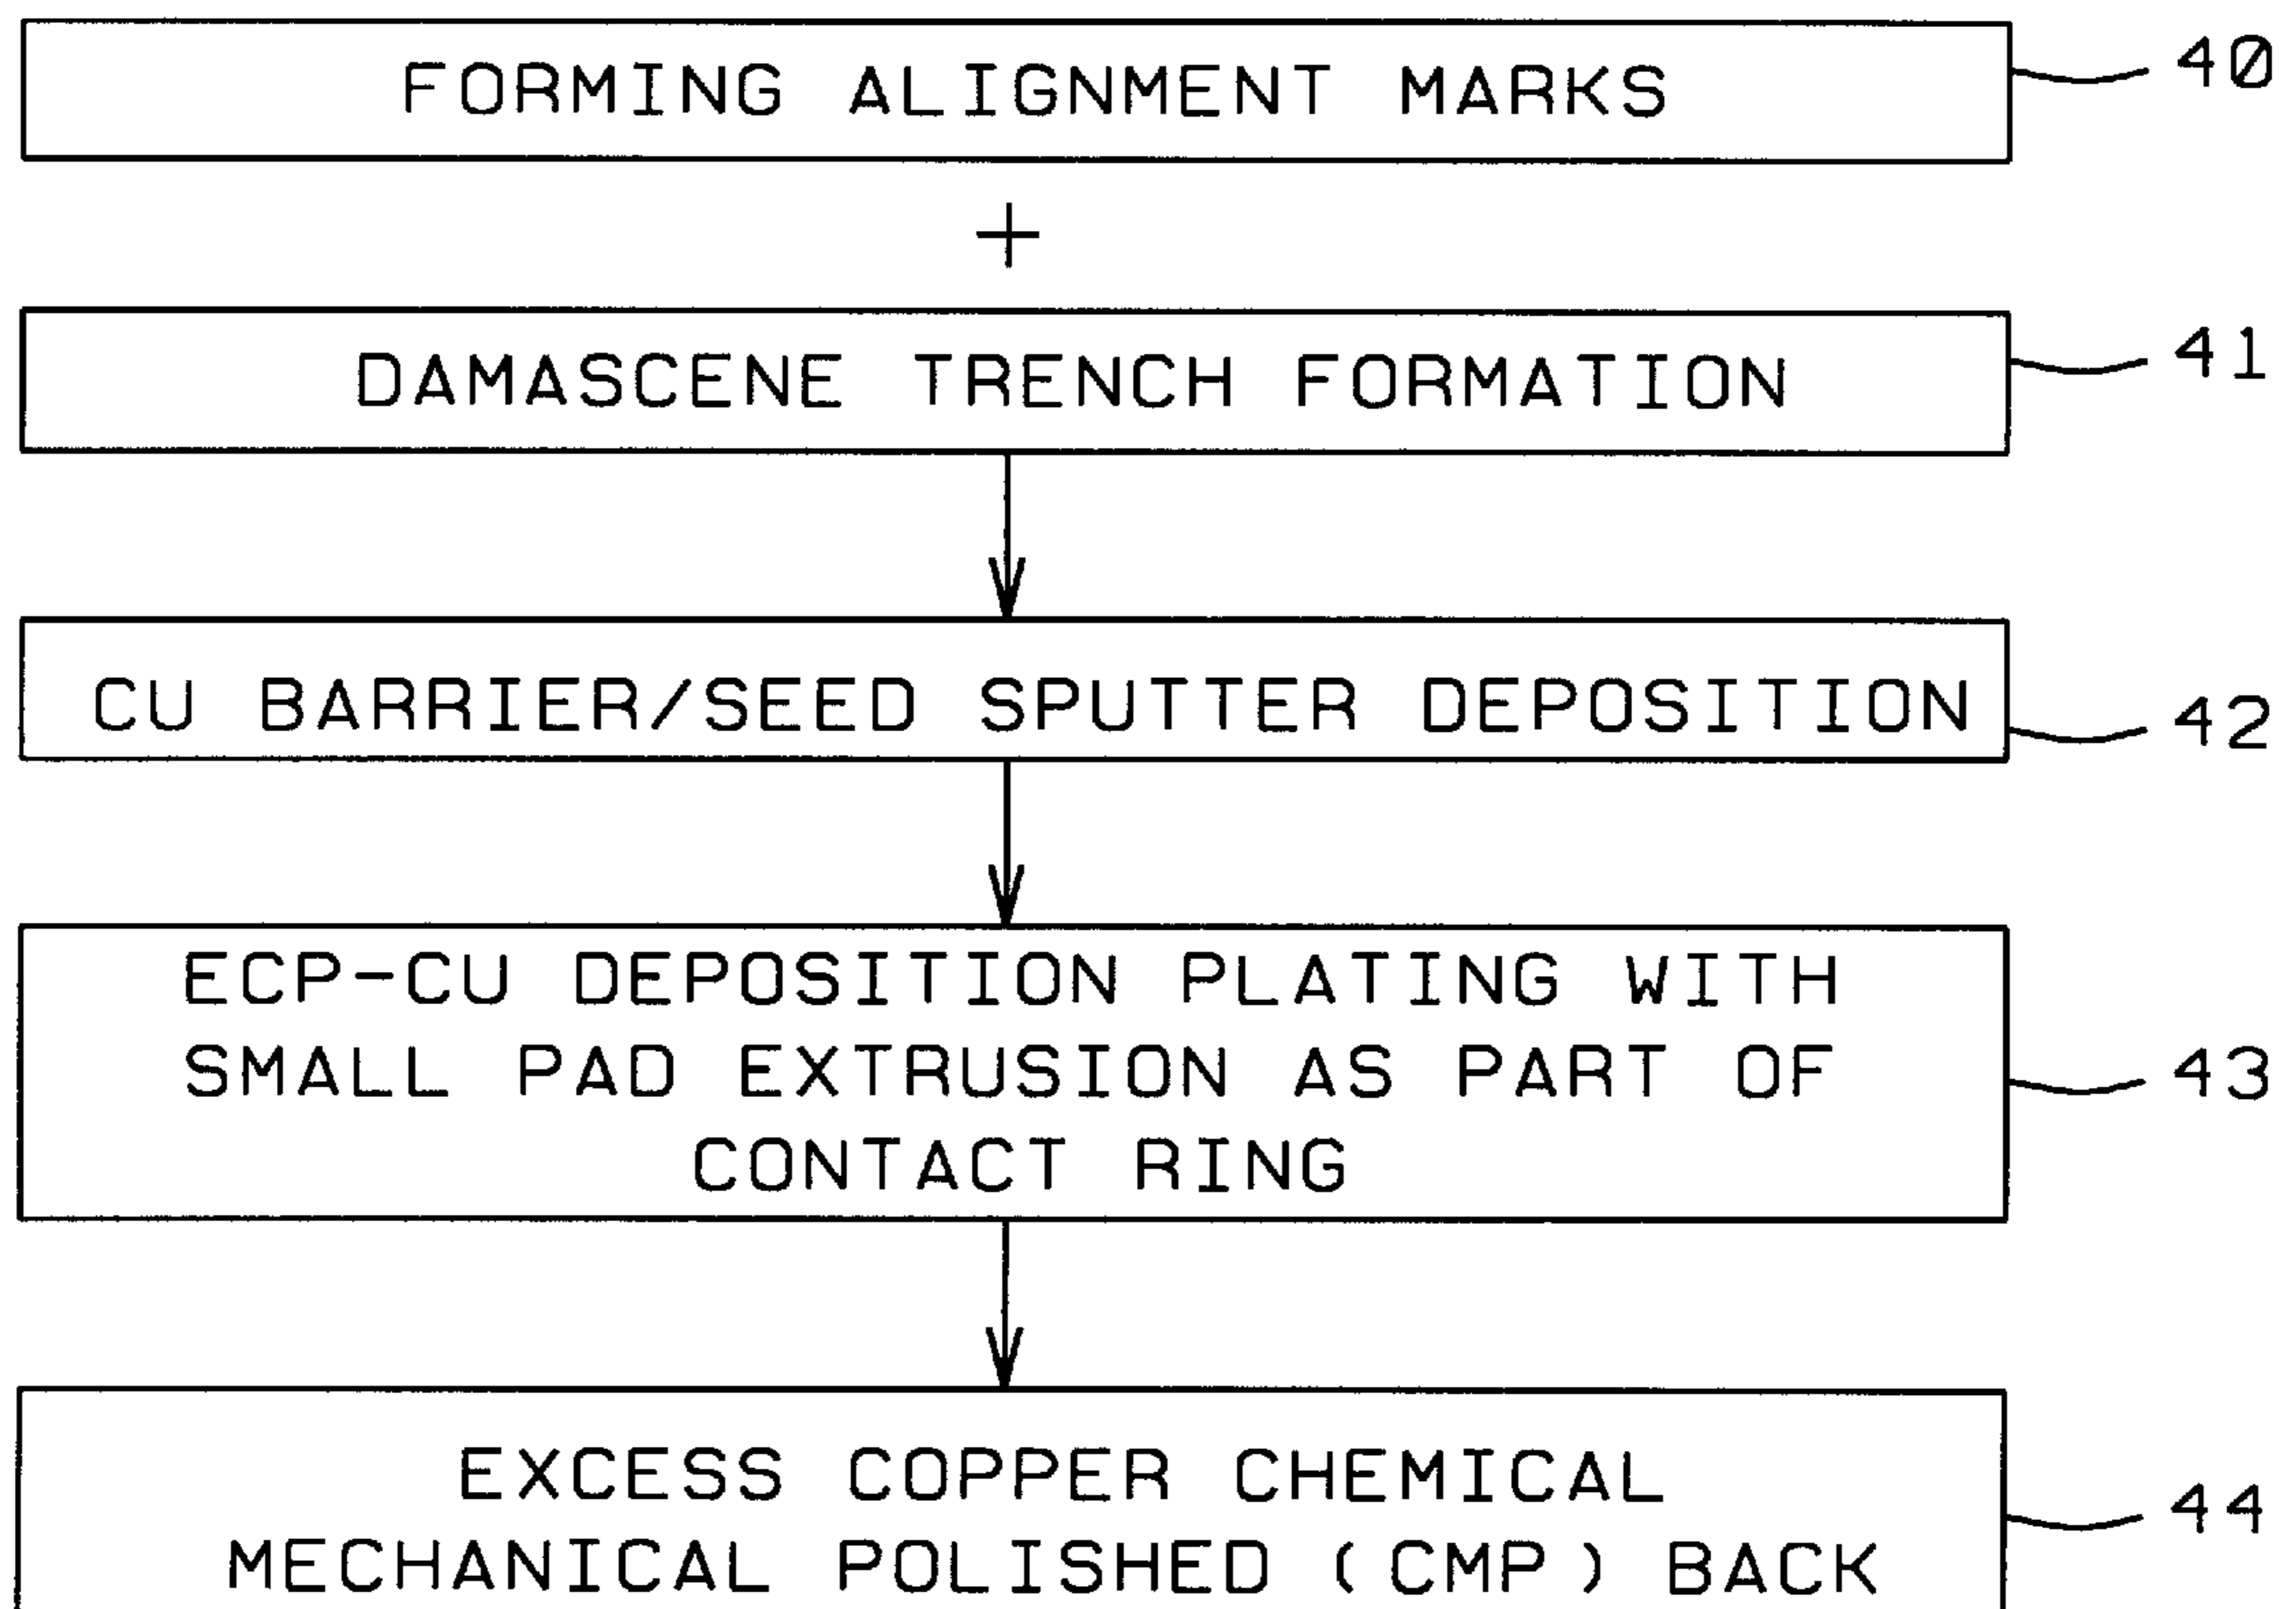 FORMING ALIGNMENT MARKS
40
+
DAMASCENE TRENCH FORMATION
41
CU BARRIER/SEED SPUTTER DEPOSITION
42
ECP-CU DEPOSITION PLATING WITH
SMALL PAD EXTRUSION AS PART OF
CONTACT RING
43
EXCESS COPPER CHEMICAL
MECHANICAL POLISHED (CMP) BACK
44